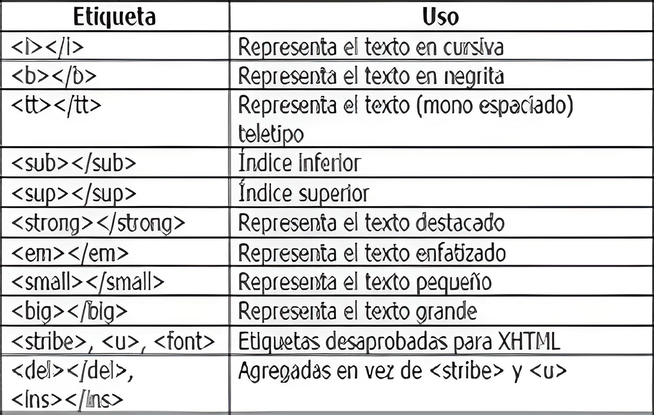 Etiqueta Uso
<i></i> Representa el texto en cursiva
<b></b> Representa el texto en negrita
<tt></tt> Representa el texto (mono espaciado)
teletipo
<sub></sub> Índice inferior
<sup></sup> Índice superior
<strong></strong> Representa el texto destacado
<em></em> Representa el texto enfatizado
<small></small> Representa el texto pequeño
<big></big> Representa el texto grande
<stribe>, <u>, <font> Etiquetas desaprobadas para XHTML
<del></del>, Agregadas en vez de <stribe> y <u>
<ins></ins>